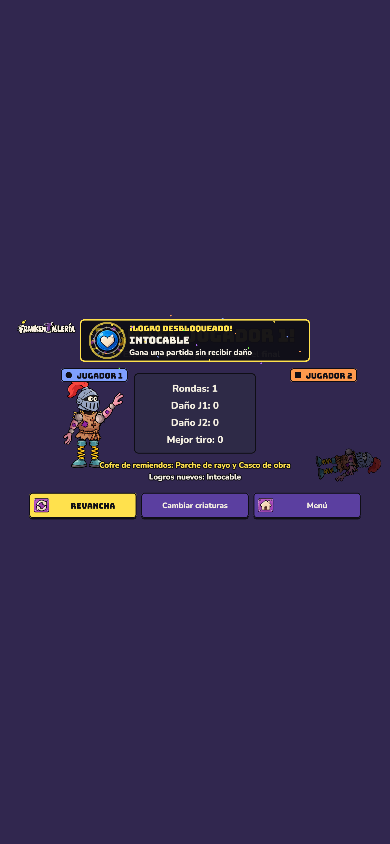 FRANKENTALLERÍA
¡LOGRO DESBLOQUEADO!
INTOCABLE
Gana una partida sin recibir daño
JUGADOR 1
JUGADOR 2
Rondas: 1
Daño J1: 0
Daño J2: 0
Mejor tiro: 0
Cofre de remiendos: Parche de rayo y Casco de obra
Logros nuevos: Intocable
REVANCHA
Cambiar criaturas
Menú